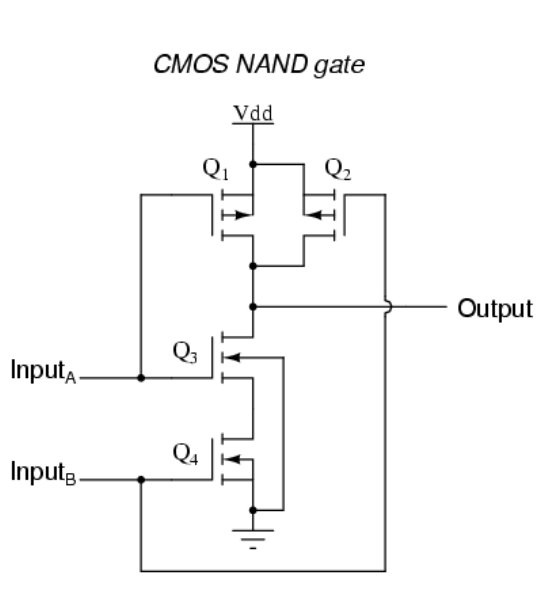 CMOS NAND gate
Vdd
Q1 Q2
Output
Q3
InputA
Q4
InputB